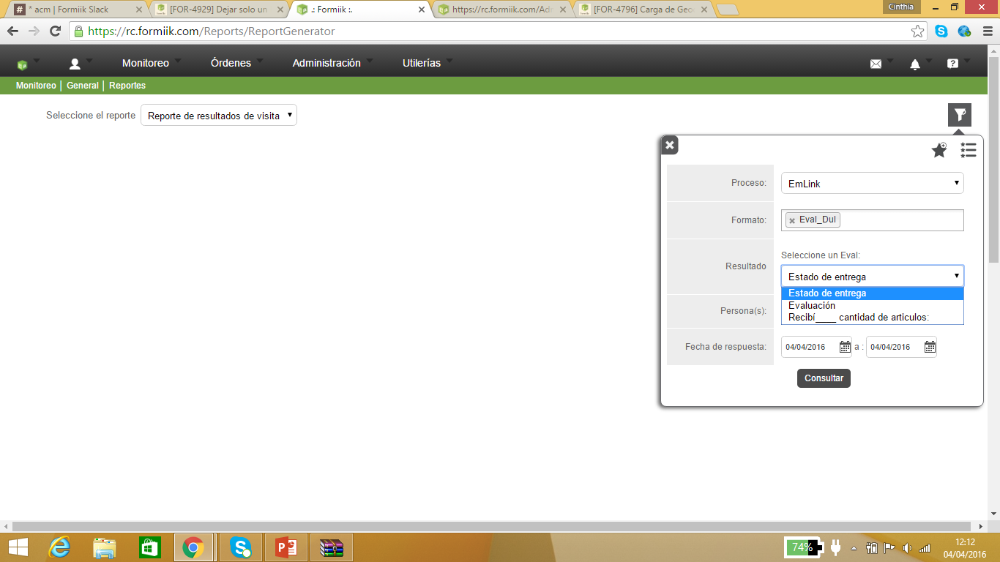 * acm | Formiik Slack
[FOR-4929] Dejar solo un
.: Formiik :.
https://rc.formiik.com/Adm
[FOR-4796] Carga de Geo
Cinthia
https://rc.formiik.com/Reports/ReportGenerator
Monitoreo
Órdenes
Administración
Utilerías
Monitoreo | General | Reportes
Seleccione el reporte
Reporte de resultados de visita
Proceso:
EmLink
Formato:
Eval_Dul
Resultado
Seleccione un Eval:
Estado de entrega
Estado de entrega
Evaluación
Recibí____ cantidad de articulos:
Persona(s):
Fecha de respuesta:
04/04/2016 a : 04/04/2016
Consultar
74%
12:12
04/04/2016